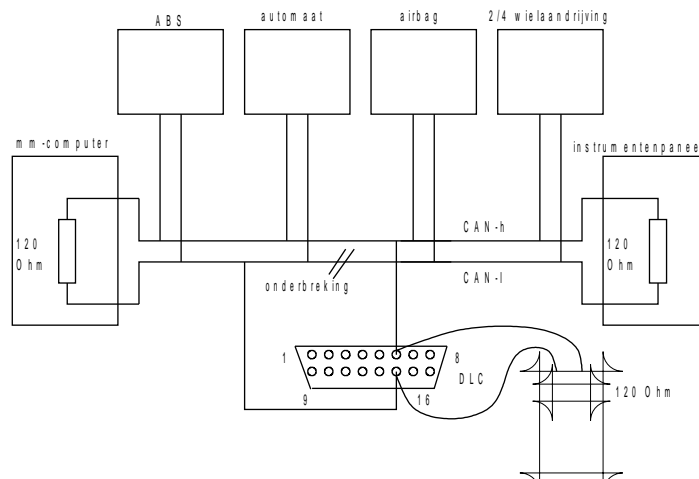 ABS
automaat
airbag
2/4 wielaandrijving
mm-computer
instrumentenpanee
120
Ohm
CAN-h
120
Ohm
CAN-l
onderbreking
1
8
DLC
9
16
120 Ohm